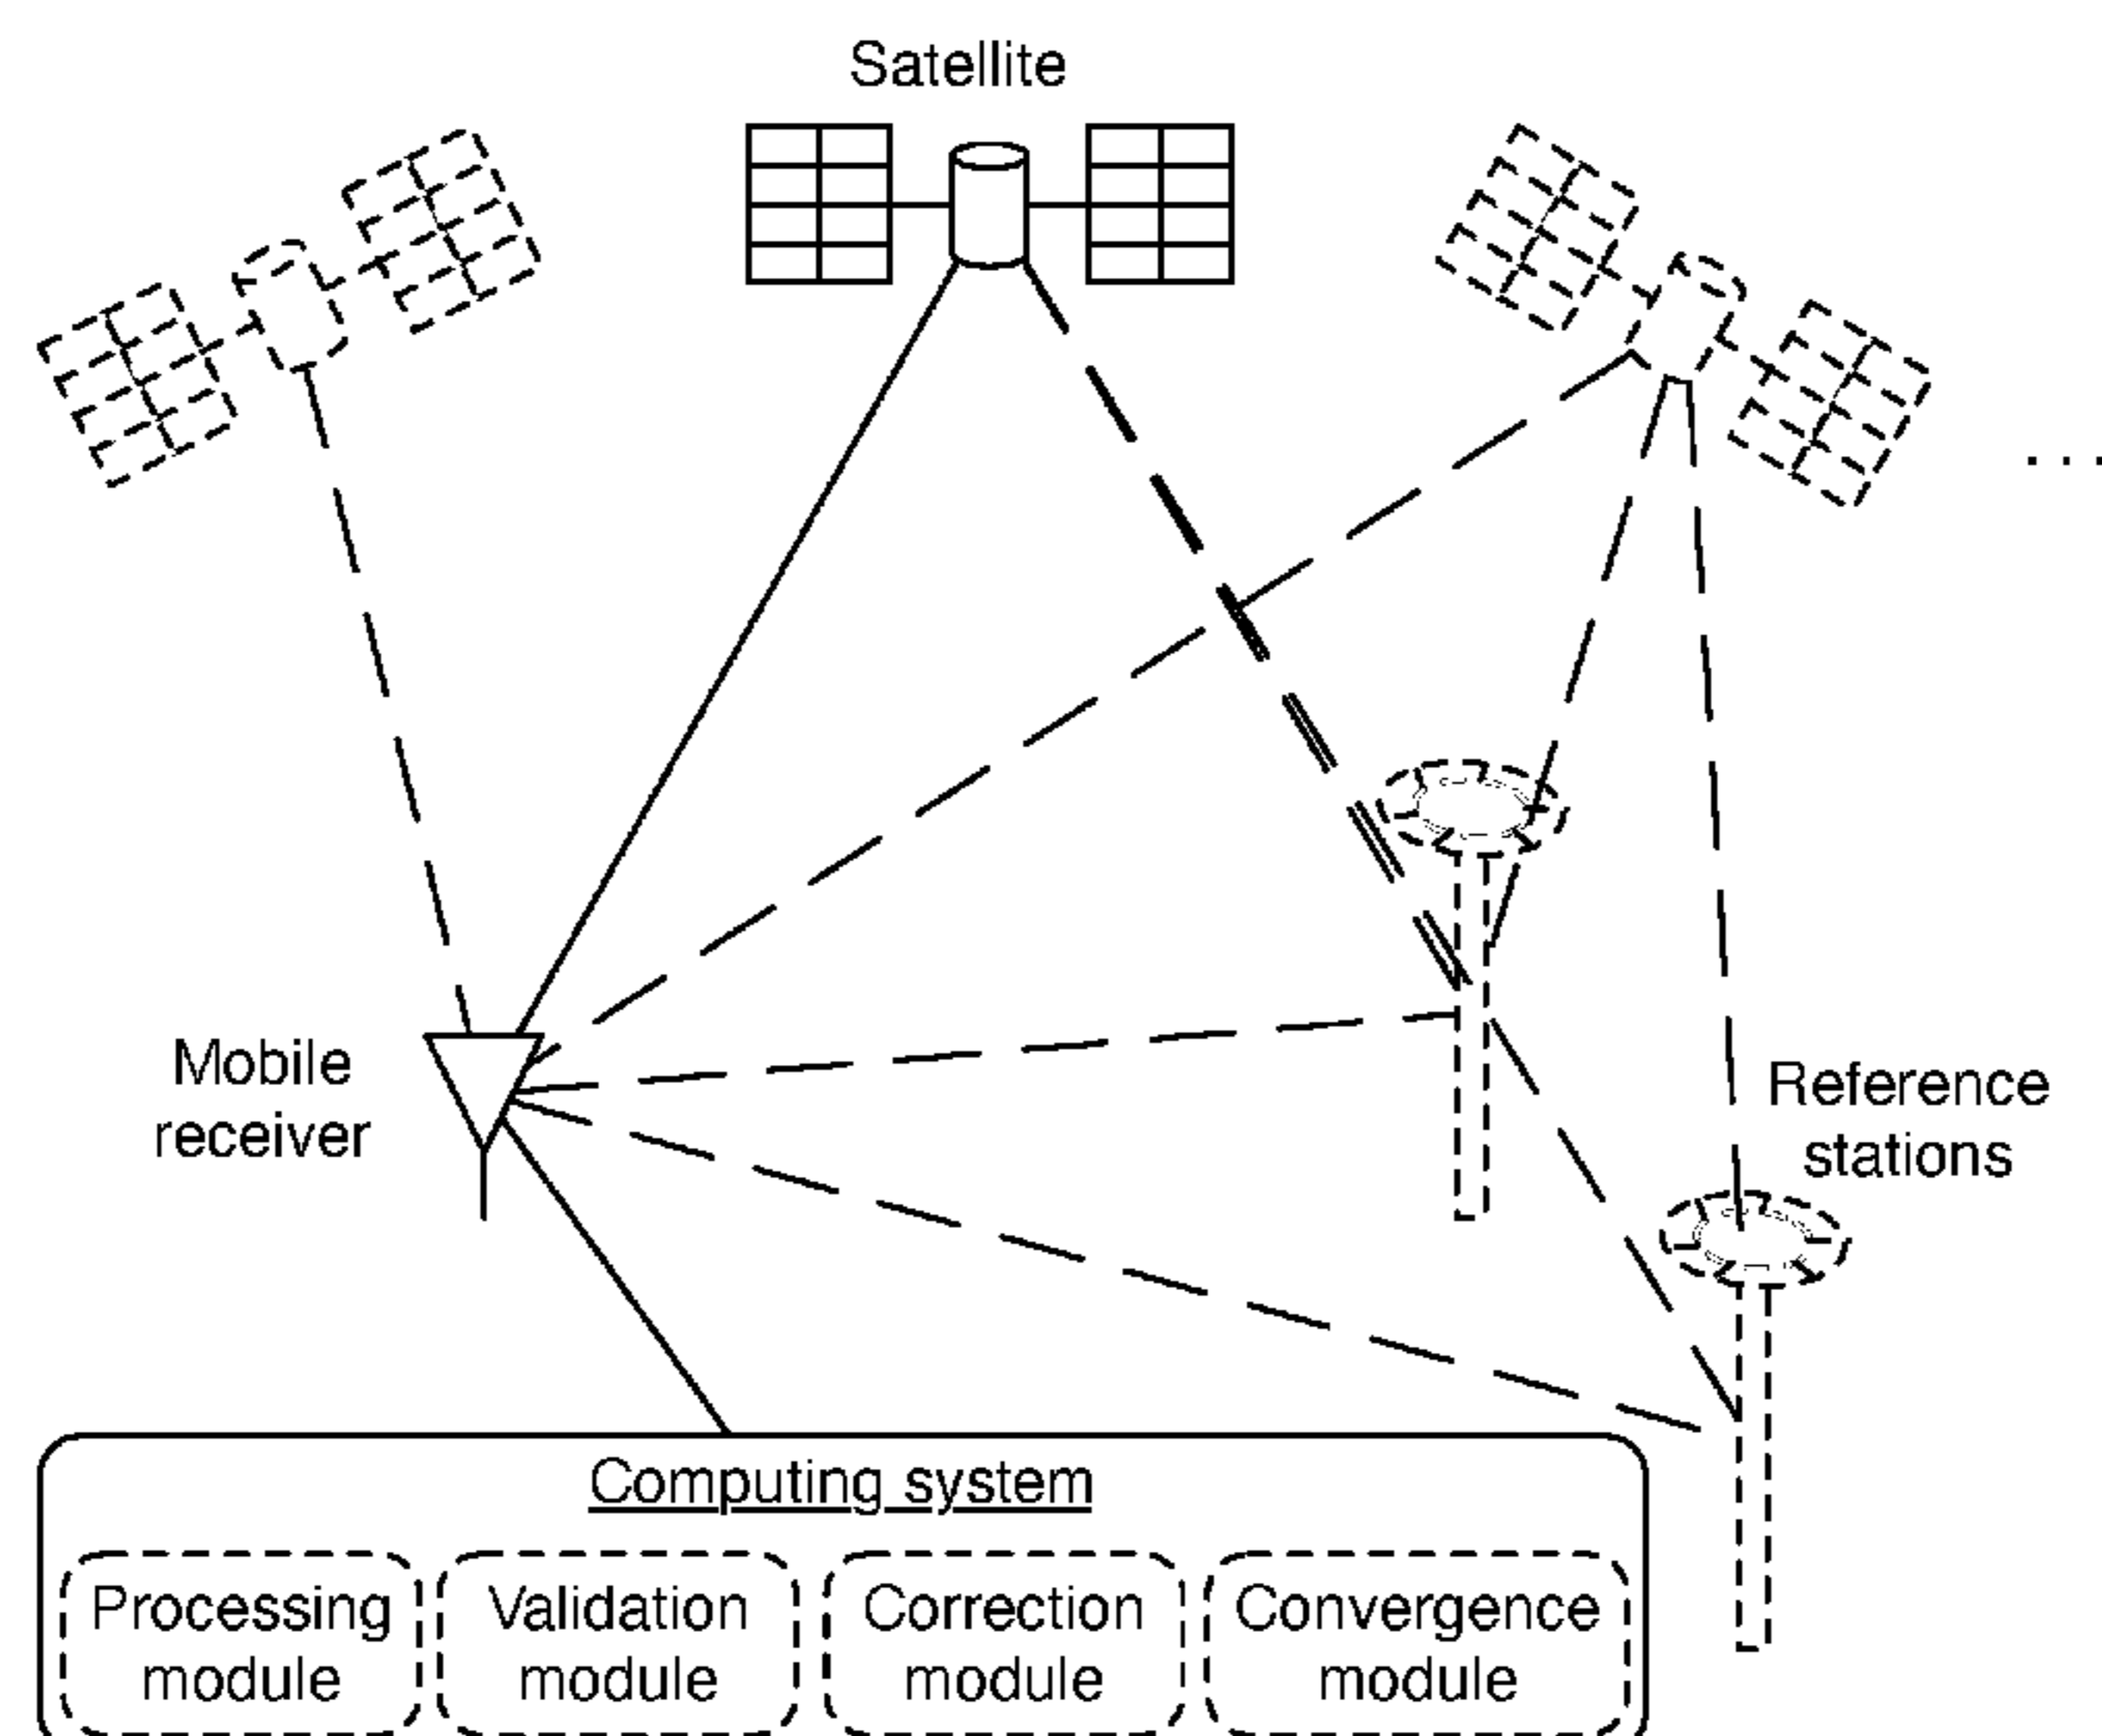 Satellite
...
Mobile
receiver
Reference
stations
Computing system
Processing
module
Validation
module
Correction
module
Convergence
module